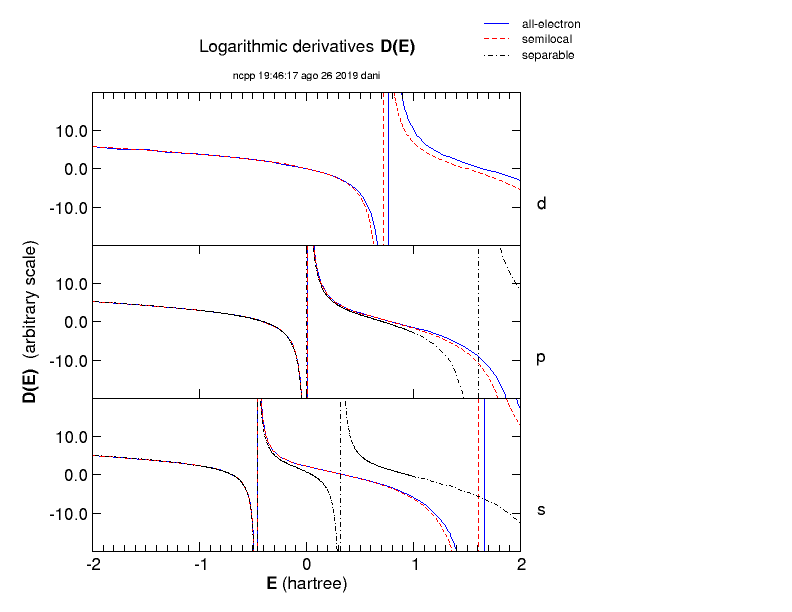 all-electron
semilocal
separable
Logarithmic derivatives D(E)
ncpp 19:46:17 ago 26 2019 dani
10.0
0.0
-10.0
d
10.0
0.0
-10.0
p
D(E) (arbitrary scale)
10.0
0.0
-10.0
s
-2 -1 0 1 2
E (hartree)